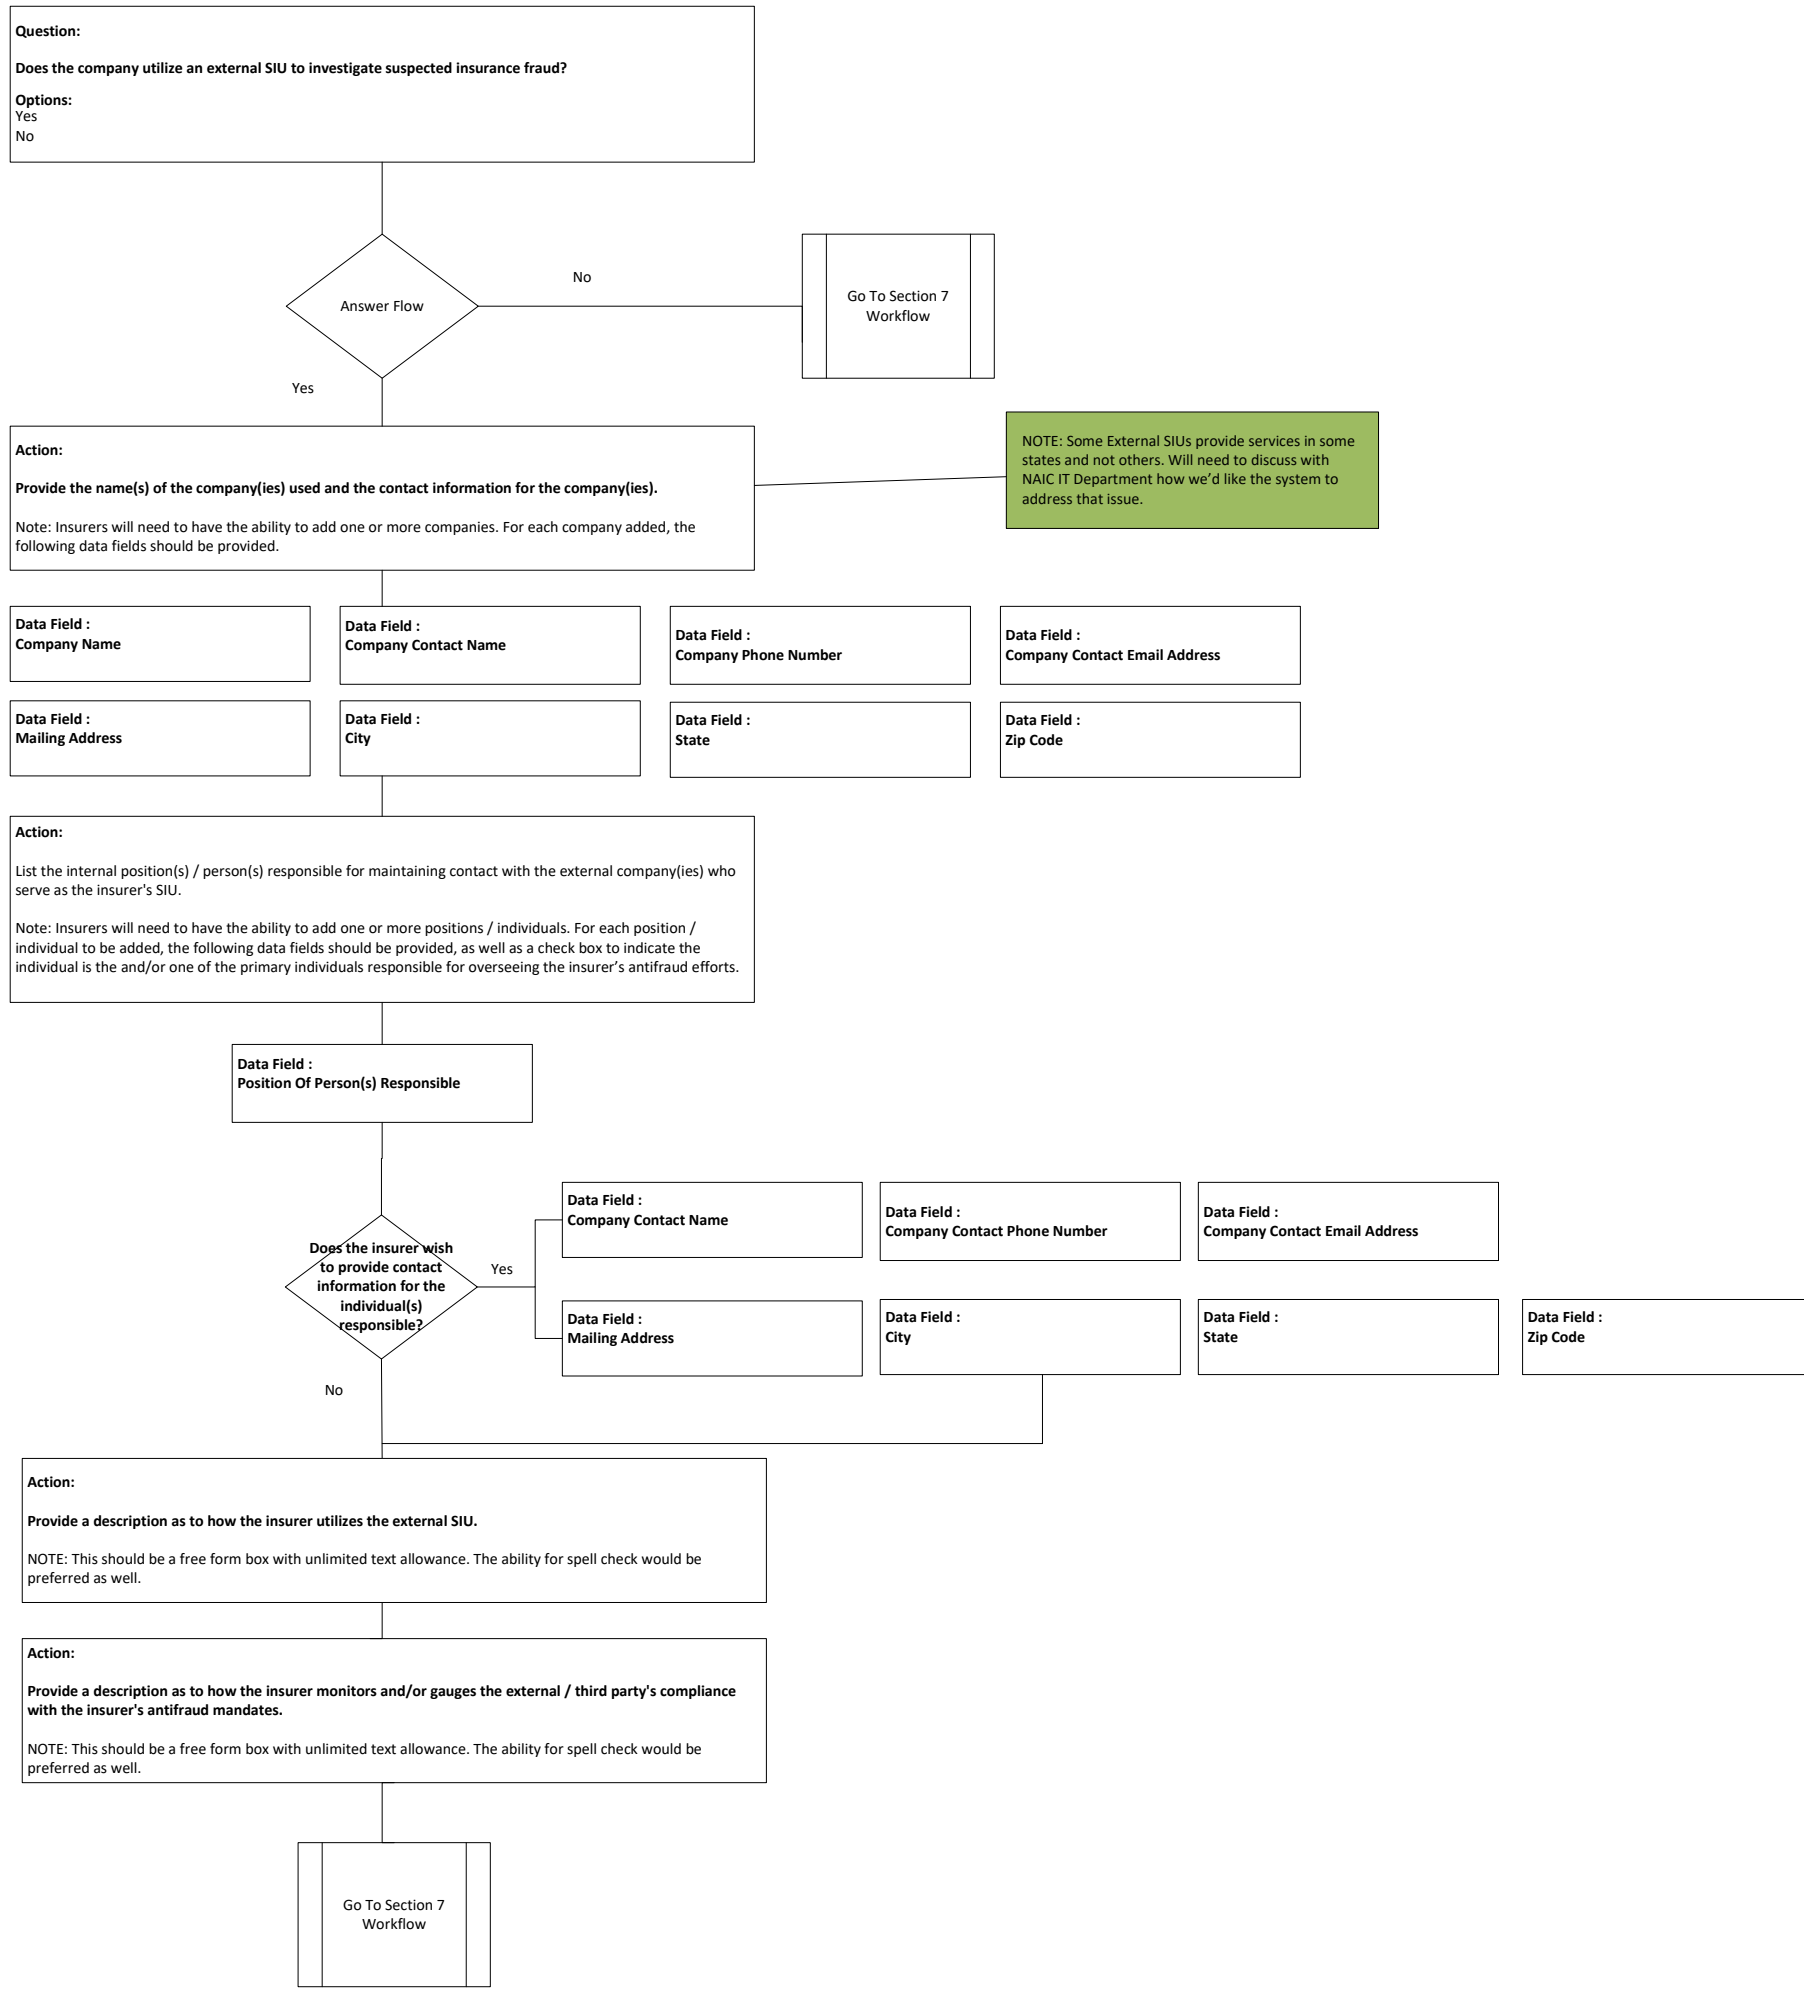 Question:
Does the company utilize an external SIU to investigate suspected insurance fraud?
Options:
Yes
No
Answer Flow
No
Go To Section 7
Workflow
Yes
Action:
Provide the name(s) of the company(ies) used and the contact information for the company(ies).
Note: Insurers will need to have the ability to add one or more companies. For each company added, the
following data fields should be provided.
NOTE: Some External SIUs provide services in some
states and not others. Will need to discuss with
NAIC IT Department how we’d like the system to
address that issue.
Data Field :
Company Name
Data Field :
Company Contact Name
Data Field :
Company Phone Number
Data Field :
Company Contact Email Address
Data Field :
Mailing Address
Data Field :
City
Data Field :
State
Data Field :
Zip Code
Action:
List the internal position(s) / person(s) responsible for maintaining contact with the external company(ies) who
serve as the insurer's SIU.
Note: Insurers will need to have the ability to add one or more positions / individuals. For each position /
individual to be added, the following data fields should be provided, as well as a check box to indicate the
individual is the and/or one of the primary individuals responsible for overseeing the insurer’s antifraud efforts.
Data Field :
Position Of Person(s) Responsible
Does the insurer wish
to provide contact
information for the
individual(s)
responsible?
Yes
Data Field :
Company Contact Name
Data Field :
Company Contact Phone Number
Data Field :
Company Contact Email Address
Data Field :
Mailing Address
Data Field :
City
Data Field :
State
Data Field :
Zip Code
No
Action:
Provide a description as to how the insurer utilizes the external SIU.
NOTE: This should be a free form box with unlimited text allowance. The ability for spell check would be
preferred as well.
Action:
Provide a description as to how the insurer monitors and/or gauges the external / third party's compliance
with the insurer's antifraud mandates.
NOTE: This should be a free form box with unlimited text allowance. The ability for spell check would be
preferred as well.
Go To Section 7
Workflow